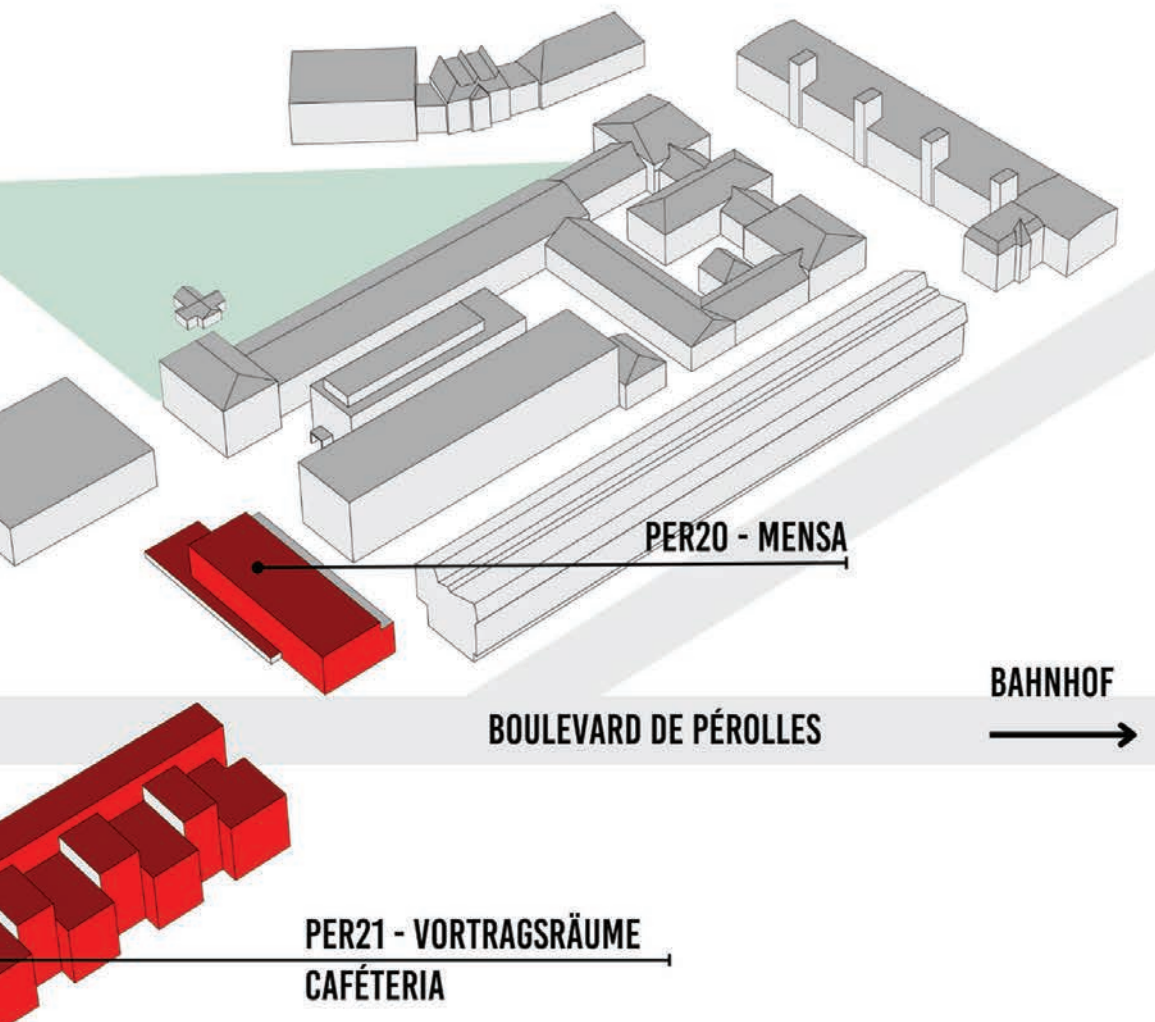 PER20 - MENSA
BAHNHOF
BOULEVARD DE PÉROLLES
PER21 - VORTRAGSRÄUME
CAFÉTERIA